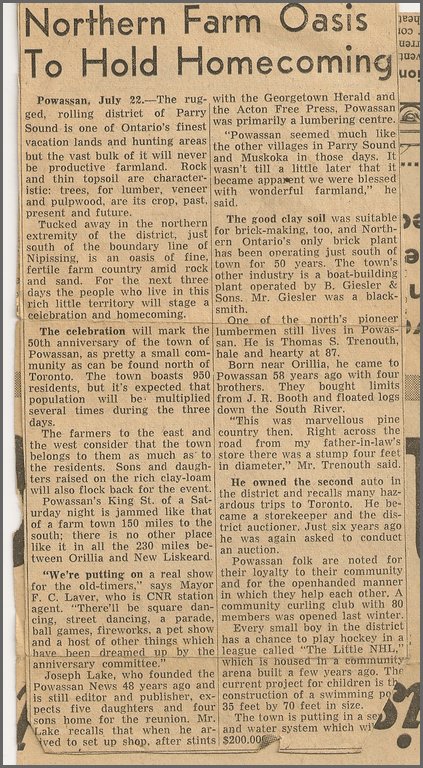 Northern Farm Oasis
To Hold Homecoming
Powassan, July 22.—The rug-
ged, rolling district of Parry
Sound is one of Ontario's finest
vacation lands and hunting areas
but the vast bulk of it will never
be productive farmland. Rock
and thin topsoil are character-
istic: trees, for lumber, veneer
and pulpwood, are its crop, past,
present and future.
Tucked away in the northern
extremity of the district, just
south of the boundary line of
Nipissing, is an oasis of fine,
fertile farm country amid rock
and sand. For the next three
days the people who live in this
rich little territory will stage a
celebration and homecoming.
The celebration will mark the
50th anniversary of the town of
Powassan, as pretty a small com-
munity as can be found north of
Toronto. The town boasts 950
residents, but it's expected that
population will be multiplied
several times during the three
days.
The farmers to the east and
the west consider that the town
belongs to them as much as to
the residents. Sons and daugh-
ters raised on the rich clay-loam
will also flock back for the event.
Powassan's King St. of a Sat-
urday night is jammed like that
of a farm town 150 miles to the
south; there is no other place
like it in all the 230 miles be-
tween Orillia and New Liskeard.
"We're putting on a real show
for the old-timers," says Mayor
F. C. Laver, who is CNR station
agent. "There'll be square dan-
cing, street dancing, a parade,
ball games, fireworks, a pet show
and a host of other things which
have been dreamed up by the
anniversary committee."
Joseph Lake, who founded the
Powassan News 48 years ago and
is still editor and publisher, ex-
pects five daughters and four
sons home for the reunion. Mr.
Lake recalls that when he ar-
ved to set up shop, after stints
with the Georgetown Herald and
the Acton Free Press, Powassan
was primarily a lumbering centre.
"Powassan seemed much like
the other villages in Parry Sound
and Muskoka in those days. It
wasn't till a little later that it
became apparent we were blessed
with wonderful farmland," he
said.
The good clay soil was suitable
for brick-making, too, and North-
ern Ontario's only brick plant
has been operating just south of
town for 50 years. The town's
other industry is a boat-building
plant operated by B. Giesler &
Sons. Mr. Giesler was a black-
smith.
One of the north's pioneer
lumbermen still lives in Powas-
san. He is Thomas S. Trenouth,
hale and hearty at 87.
Born near Orillia, he came to
Powassan 58 years ago with four
brothers. They bought limits
from J. R. Booth and floated logs
down the South River.
"This was marvellous pine
country then. Right across the
road from my father-in-law's
store there was a stump four feet
in diameter," Mr. Trenouth said.
He owned the second auto in
the district and recalls many haz-
ardous trips to Toronto. He be-
came a storekeeper and the dis-
trict auctioneer. Just six years ago
he was again asked to conduct
an auction.
Powassan folk are noted for
their loyalty to their community
and for the openhanded manner
in which they help each other. A
community curling club with 80
members was opened last winter.
Every small boy in the district
has a chance to play hockey in a
league called "The Little NHL,"
which is housed in a community
arena built a few years ago. The
current project for children is the
construction of a swimming po
35 feet by 70 feet in size.
The town is putting in a se
and water system which wi
$200,000